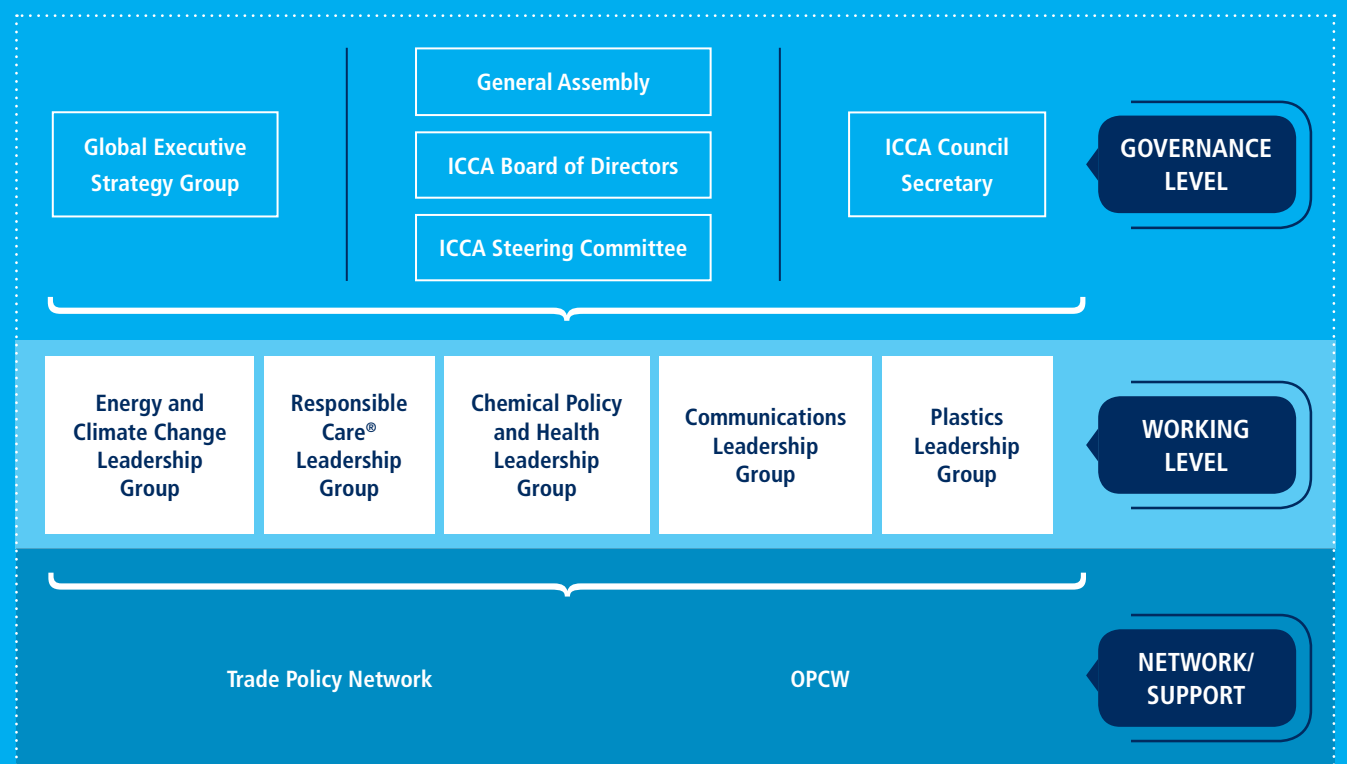 Global Executive
Strategy Group
General Assembly
ICCA Board of Directors
ICCA Steering Committee
ICCA Council
Secretary
GOVERNANCE
LEVEL
Energy and
Climate Change
Leadership
Group
Responsible
Care®
Leadership
Group
Chemical Policy
and Health
Leadership
Group
Communications
Leadership
Group
Plastics
Leadership
Group
WORKING
LEVEL
Trade Policy Network
OPCW
NETWORK/
SUPPORT